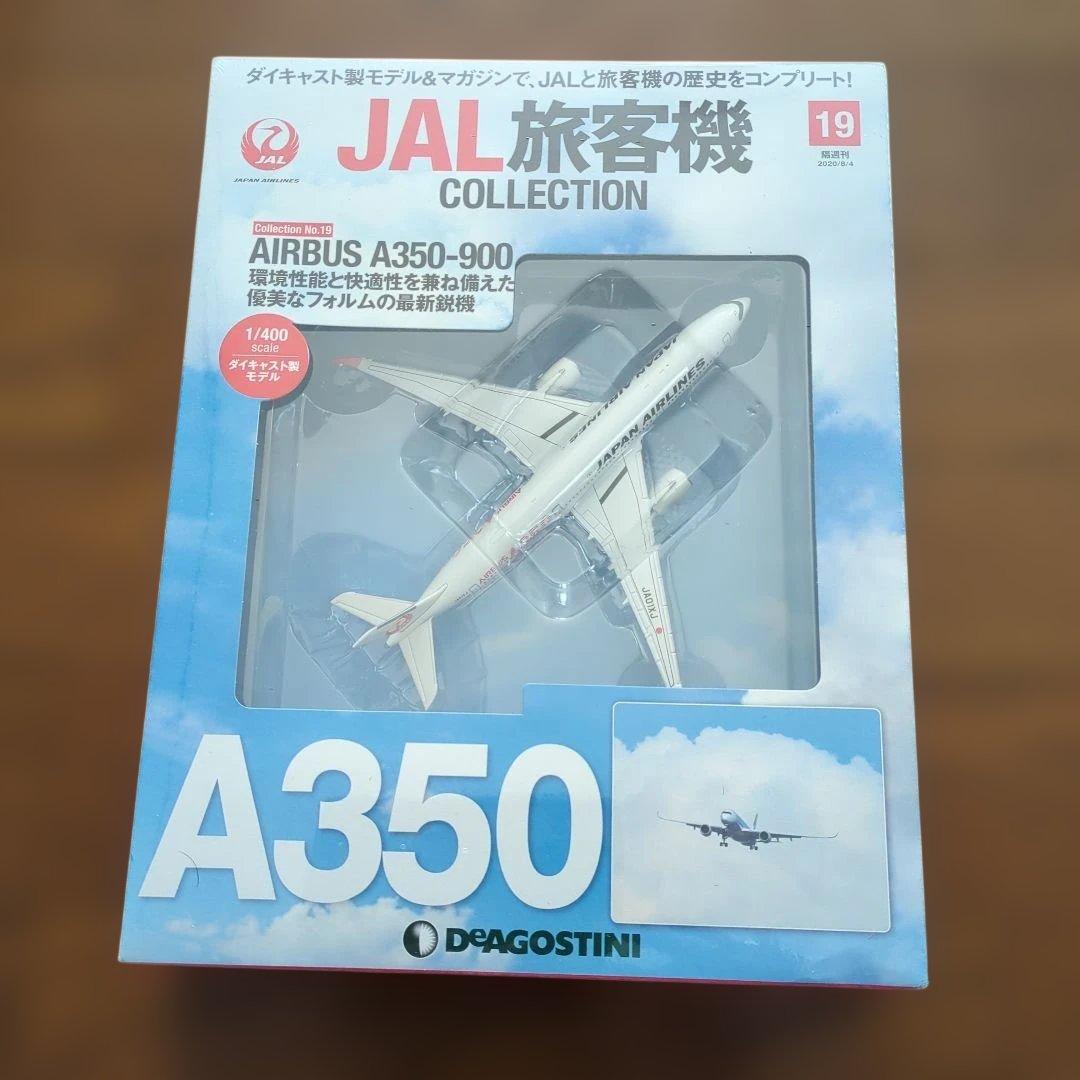 ダイキャスト製モデル&マガジンで、JALと旅客機の歴史をコンプリート!
JAL
JAPAN AIRLINES
JAL旅客機
COLLECTION
19
隔週刊
2020/8/4
Collection No.19
AIRBUS A350-900
環境性能と快適性を兼ね備えた
優美なフォルムの最新鋭機
1/400
scale
ダイキャスト製
モデル
JAPAN AIRLINES
JAPAN AIRLINES
AIRBUS
AIRBUS
JA01XJ
A350
DeAGOSTINI